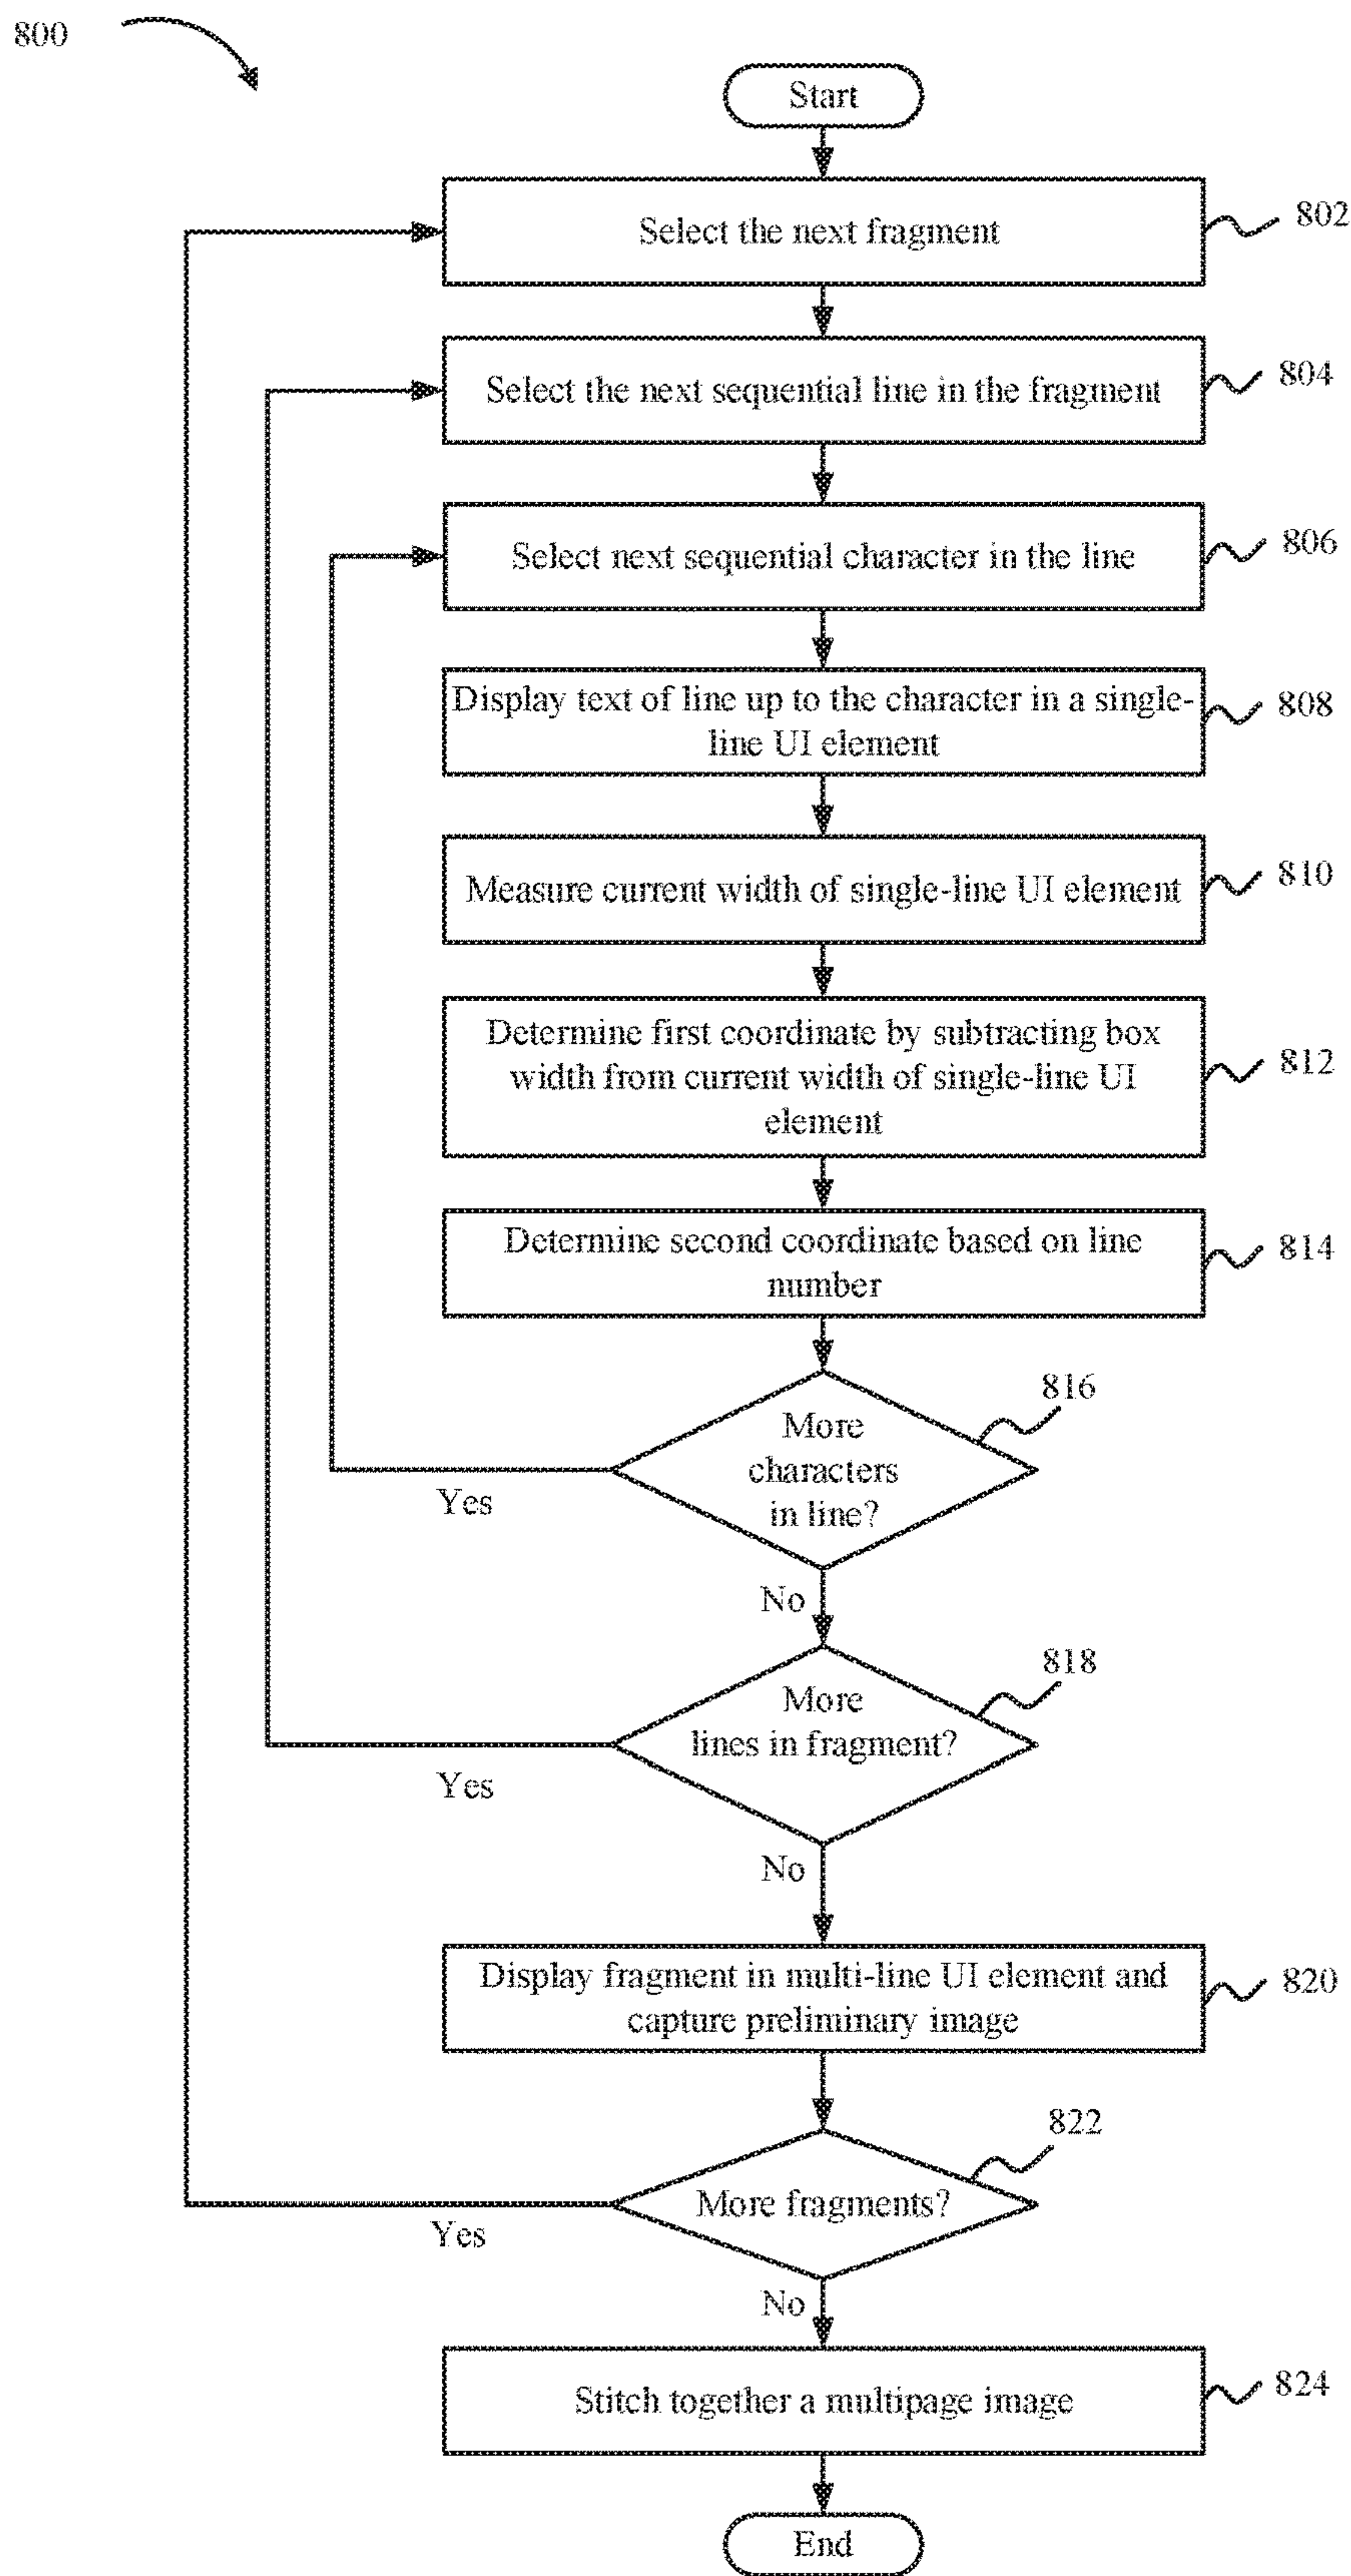 800
Start
Select the next fragment
802
Select the next sequential line in the fragment
804
Select next sequential character in the line
806
Display text of line up to the character in a single-
line UI element
808
Measure current width of single-line UI element
810
Determine first coordinate by subtracting box
width from current width of single-line UI
element
812
Determine second coordinate based on line
number
814
816
More
characters
in line?
Yes
No
818
More
lines in fragment?
Yes
No
Display fragment in multi-line UI element and
capture preliminary image
820
822
More fragments?
Yes
No
Stitch together a multipage image
824
End